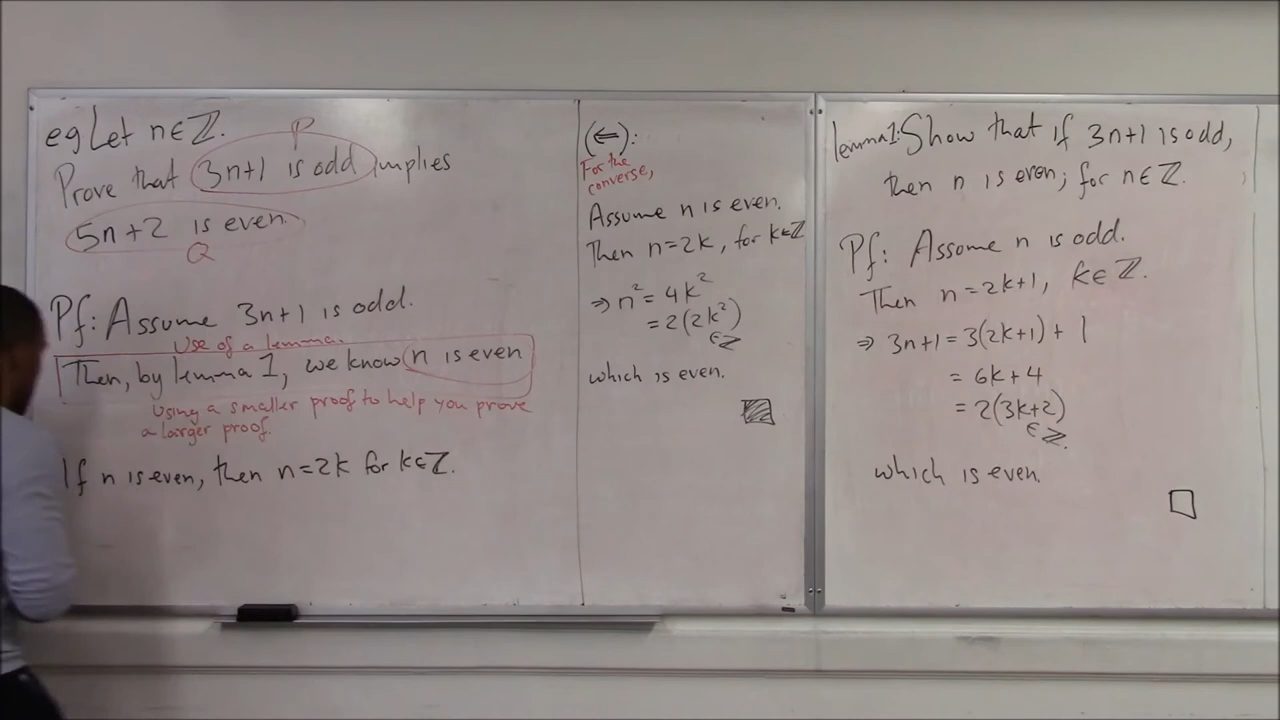 eg Let n∈ℤ.
P
Prove that 3n+1 is odd implies
5n+2 is even.
Q
Pf: Assume 3n+1 is odd.
Use of a lemma.
Then, by lemma 1, we know n is even
Using a smaller proof to help you prove
a larger proof.
If n is even, then n=2k for k∈ℤ.
(⇐):
For the
converse,
Assume n is even.
Then n=2k, for k∈ℤ
⇒ n² = 4k²
= 2(2k²)
∈ℤ
which is even.
lemma1: Show that if 3n+1 is odd,
then n is even, for n∈ℤ.
Pf: Assume n is odd.
Then n=2k+1, k∈ℤ.
⇒ 3n+1 = 3(2k+1) + 1
= 6k+4
= 2(3k+2)
∈ℤ.
which is even.